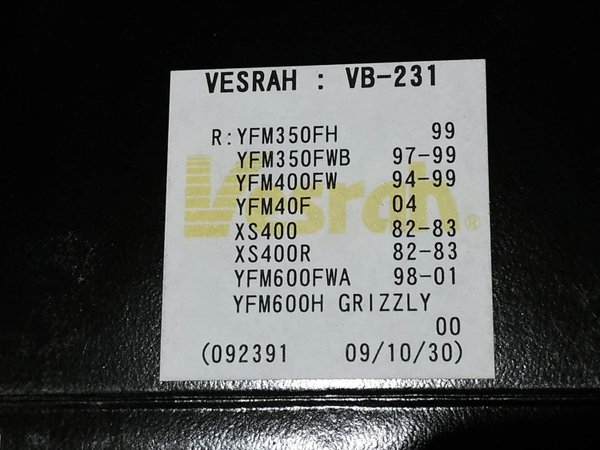 VESRAH : VB-231
R:YFM350FH 99
YFM350FWB 97-99
YFM400FW 94-99
YFM40F 04
XS400 82-83
XS400R 82-83
YFM600FWA 98-01
YFM600H GRIZZLY
00
(092391 09/10/30)
Vesrah®